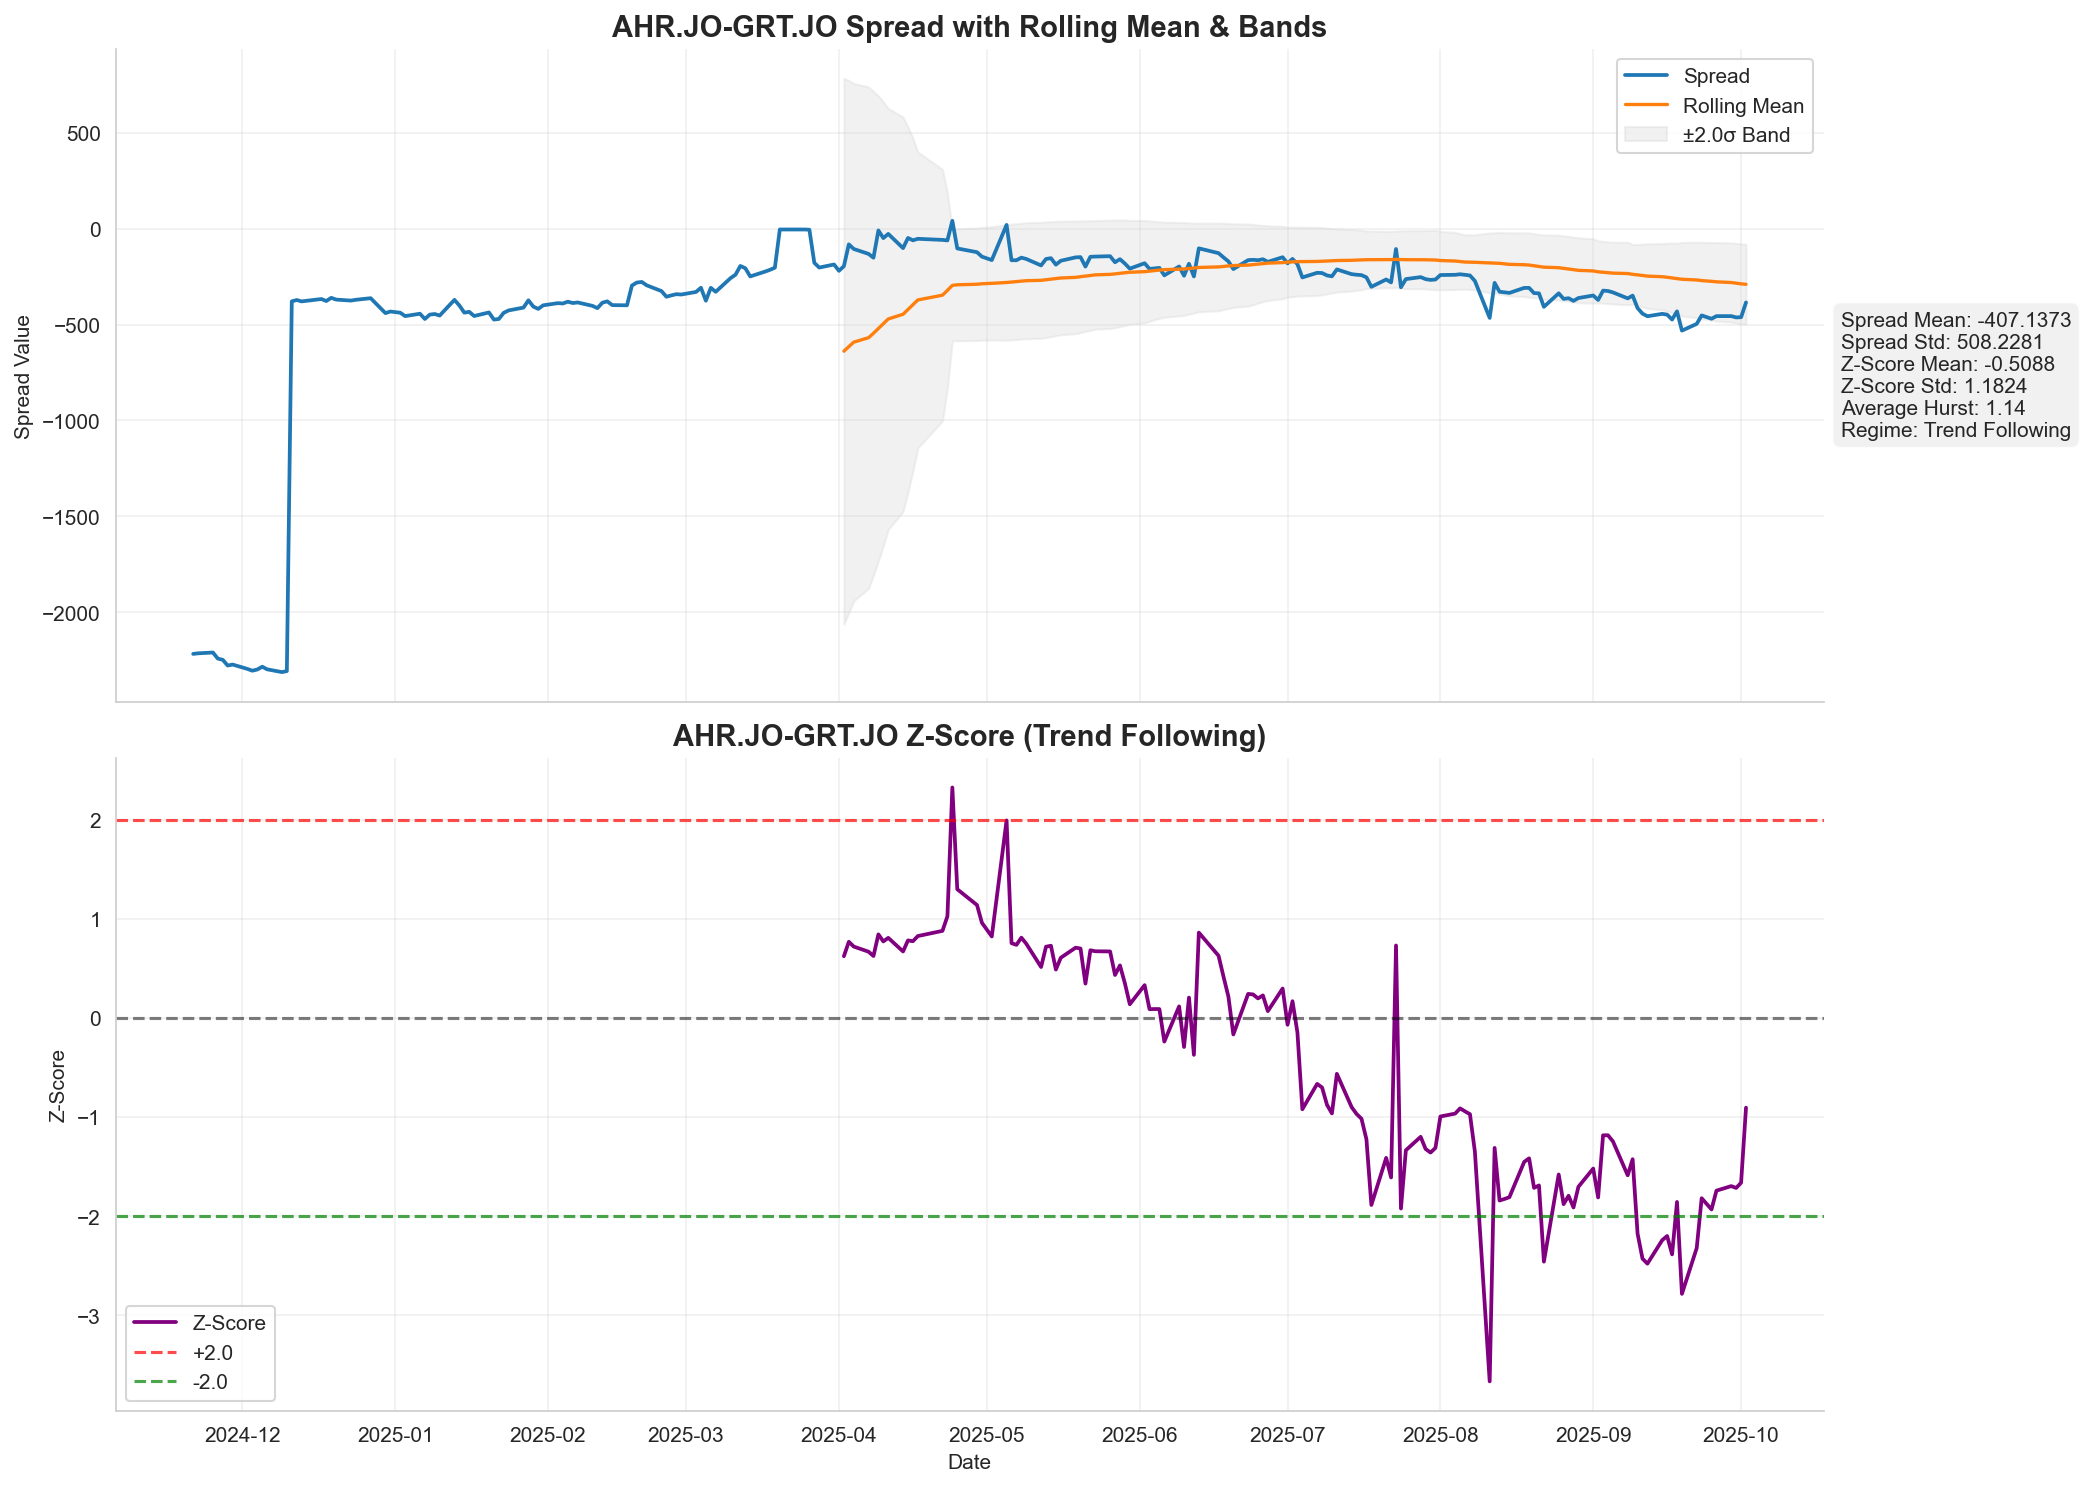 AHR.JO-GRT.JO Spread with Rolling Mean & Bands
Spread
Rolling Mean
±2.0σ Band
500
0
−500
−1000
−1500
−2000
Spread Value
Spread Mean: -407.1373
Spread Std: 508.2281
Z-Score Mean: -0.5088
Z-Score Std: 1.1824
Average Hurst: 1.14
Regime: Trend Following
AHR.JO-GRT.JO Z-Score (Trend Following)
2
1
0
−1
−2
−3
Z-Score
Z-Score
+2.0
-2.0
2024-12 2025-01 2025-02 2025-03 2025-04 2025-05 2025-06 2025-07 2025-08 2025-09 2025-10
Date